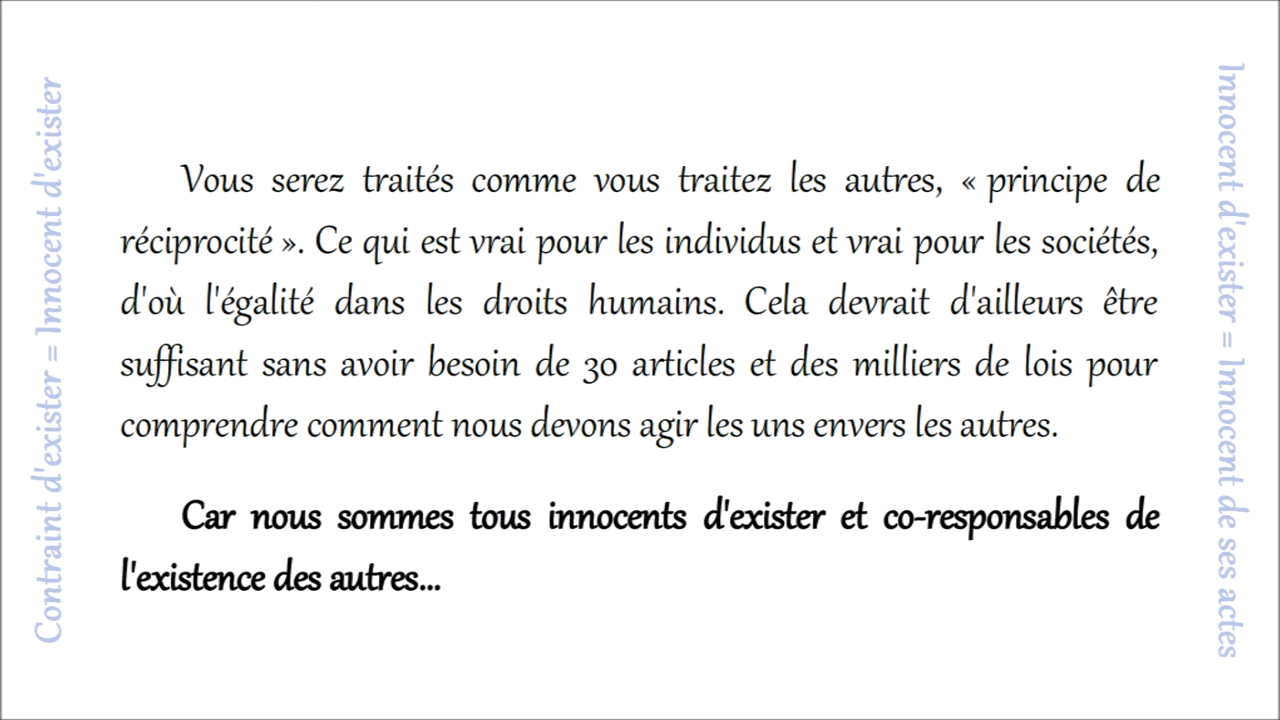 Contraint d'exister = Innocent d'exister
Vous serez traités comme vous traitez les autres, « principe de
réciprocité ». Ce qui est vrai pour les individus et vrai pour les sociétés,
d'où l'égalité dans les droits humains. Cela devrait d'ailleurs être
suffisant sans avoir besoin de 30 articles et des milliers de lois pour
comprendre comment nous devons agir les uns envers les autres.
Car nous sommes tous innocents d'exister et co-responsables de
l'existence des autres...
Innocent d'exister = Innocent de ses actes